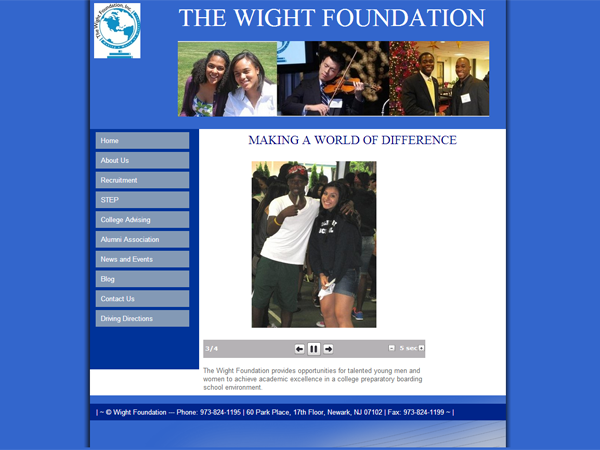 The Wight Foundation, Inc.
THE WIGHT FOUNDATION
Home
About Us
Recruitment
STEP
College Advising
Alumni Association
News and Events
Blog
Contact Us
Driving Directions
MAKING A WORLD OF DIFFERENCE
3/4
5 sec
The Wight Foundation provides opportunities for talented young men and
women to achieve academic excellence in a college preparatory boarding
school environment.
| ~ © Wight Foundation --- Phone: 973-824-1195 | 60 Park Place, 17th Floor, Newark, NJ 07102 | Fax: 973-824-1199 ~ |